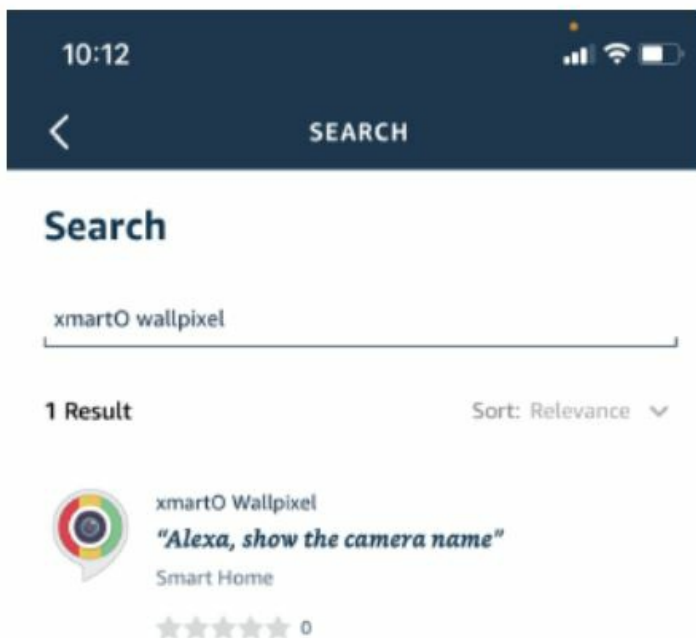 10:12
SEARCH
Search
xmartO wallpixel
1 Result
Sort: Relevance
xmartO Wallpixel
“Alexa, show the camera name”
Smart Home
0